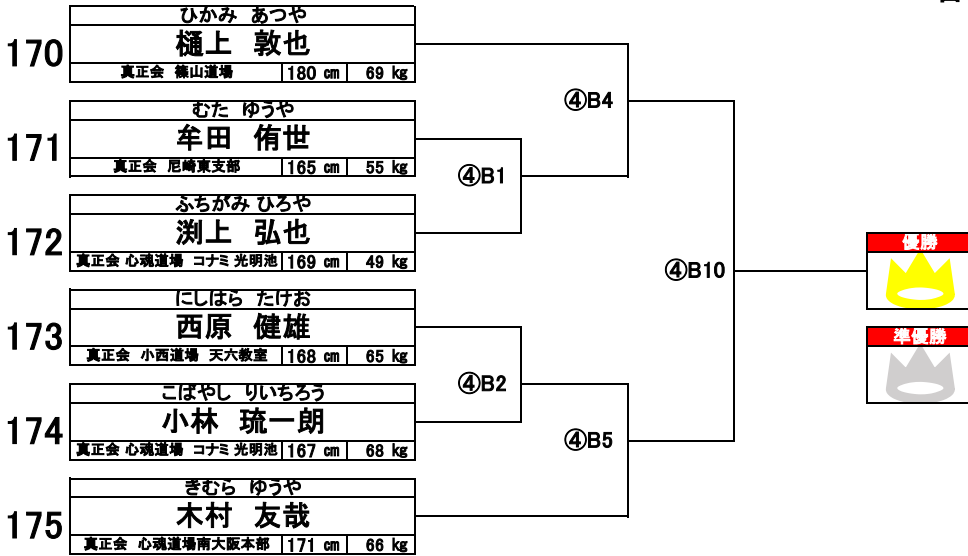 170
ひかみ あつや
樋上 敦也
真正会 篠山道場 180 cm 69 kg
④B4
171
むた ゆうや
牟田 侑世
真正会 尼崎東支部 165 cm 55 kg
④B1
172
ふちがみ ひろや
渕上 弘也
真正会 心魂道場 コナミ 光明池 169 cm 49 kg
④B10
優勝
173
にしはら たけお
西原 健雄
真正会 小西道場 天六教室 168 cm 65 kg
準優勝
④B2
174
こばやし りいちろう
小林 琉一朗
真正会 心魂道場 コナミ 光明池 167 cm 68 kg
④B5
175
きむら ゆうや
木村 友哉
真正会 心魂道場南大阪本部 171 cm 66 kg